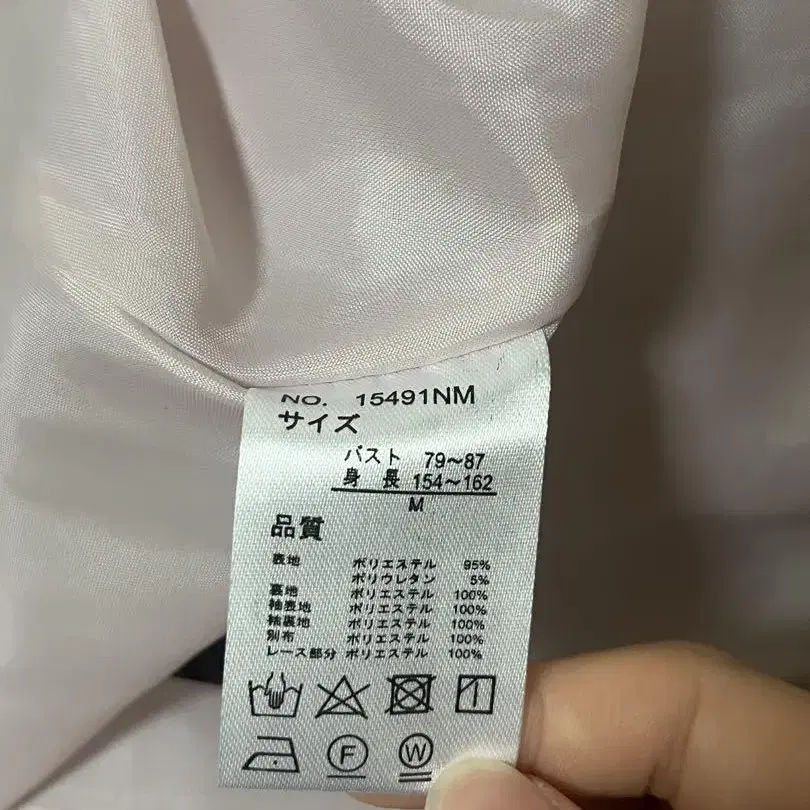 NO. 15491NM
サイズ
バスト 79~87
身長 154~162
M
品質
表地 ポリエステル 95%
ポリウレタン 5%
裏地 ポリエステル 100%
袖表地 ポリエステル 100%
袖裏地 ポリエステル 100%
別布 ポリエステル 100%
レース部分 ポリエステル 100%
F W